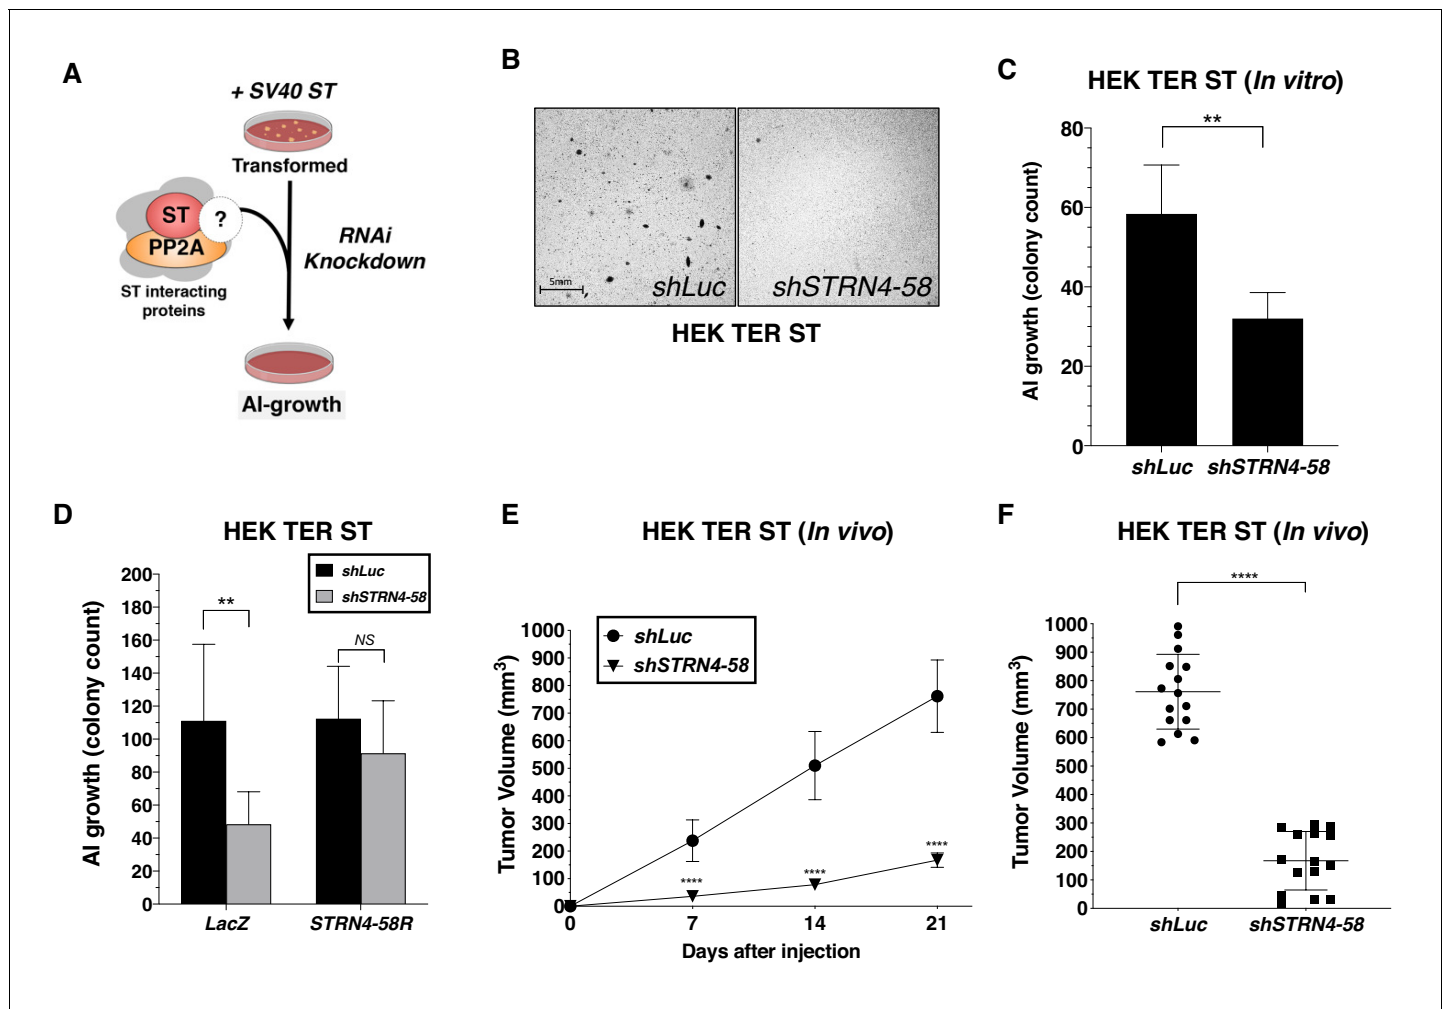 A
+ SV40 ST
Transformed
ST
?
PP2A
RNAi
Knockdown
ST interacting
proteins
AI-growth
B
5mm
shLuc
shSTRN4-58
HEK TER ST
C
HEK TER ST (In vitro)
**
AI growth (colony count)
80
60
40
20
0
shLuc
shSTRN4-58
D
HEK TER ST
shLuc
shSTRN4-58
**
NS
AI growth (colony count)
200
180
160
140
120
100
80
60
40
20
0
LacZ
STRN4-58R
E
HEK TER ST (In vivo)
shLuc
shSTRN4-58
Tumor Volume (mm³)
1000
900
800
700
600
500
400
300
200
100
0
****
****
****
0
7
14
21
Days after injection
F
HEK TER ST (In vivo)
****
Tumor Volume (mm³)
1000
900
800
700
600
500
400
300
200
100
0
shLuc
shSTRN4-58